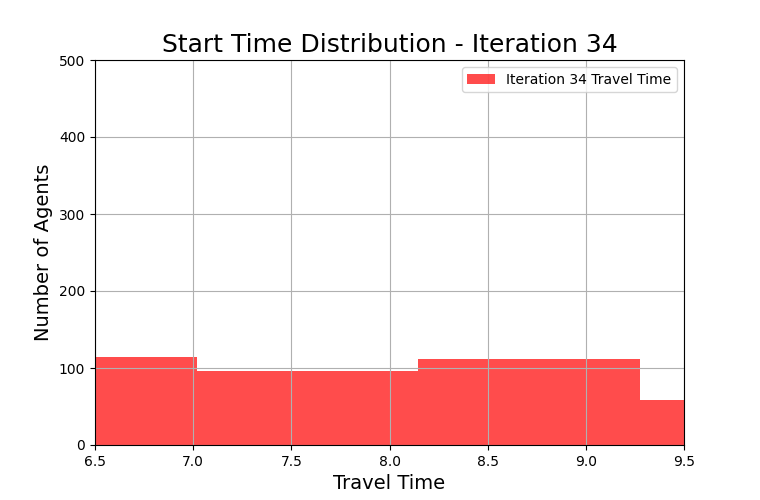 Start Time Distribution - Iteration 34
Iteration 34 Travel Time
500
400
300
200
100
0
Number of Agents
6.5 7.0 7.5 8.0 8.5 9.0 9.5
Travel Time